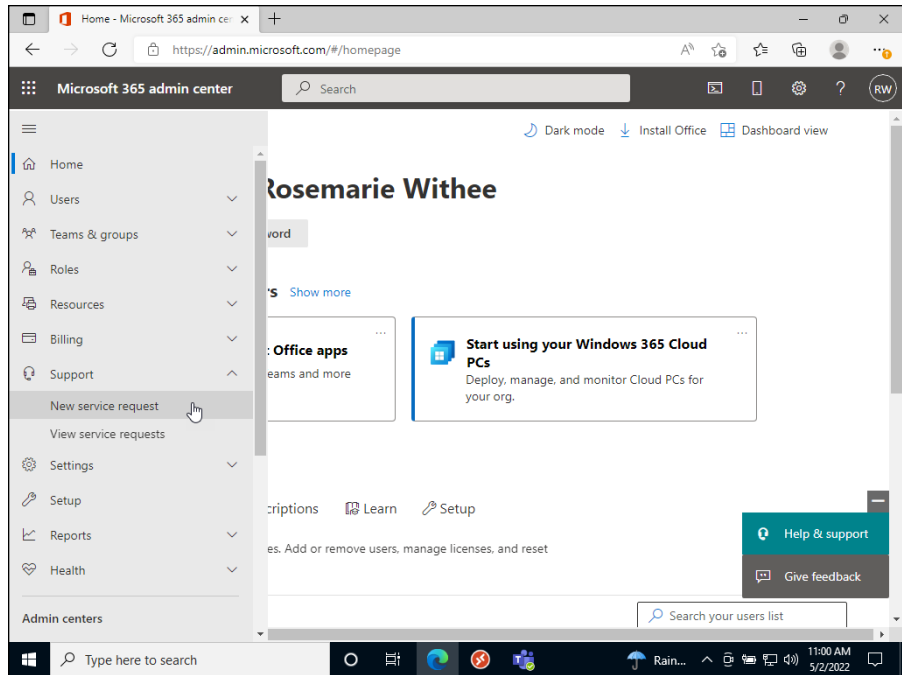 Home - Microsoft 365 admin cer
https://admin.microsoft.com/#/homepage
Microsoft 365 admin center
Search
RW
Dark mode
Install Office
Dashboard view
Home
Users
Teams & groups
Roles
Resources
Billing
Support
New service request
View service requests
Settings
Setup
Reports
Health
Admin centers
Rosemarie Withee
word
's Show more
Office apps
eams and more
Start using your Windows 365 Cloud
PCs
Deploy, manage, and monitor Cloud PCs for
your org.
criptions
Learn
Setup
es. Add or remove users, manage licenses, and reset
Help & support
Give feedback
Search your users list
Type here to search
Rain...
11:00 AM
5/2/2022